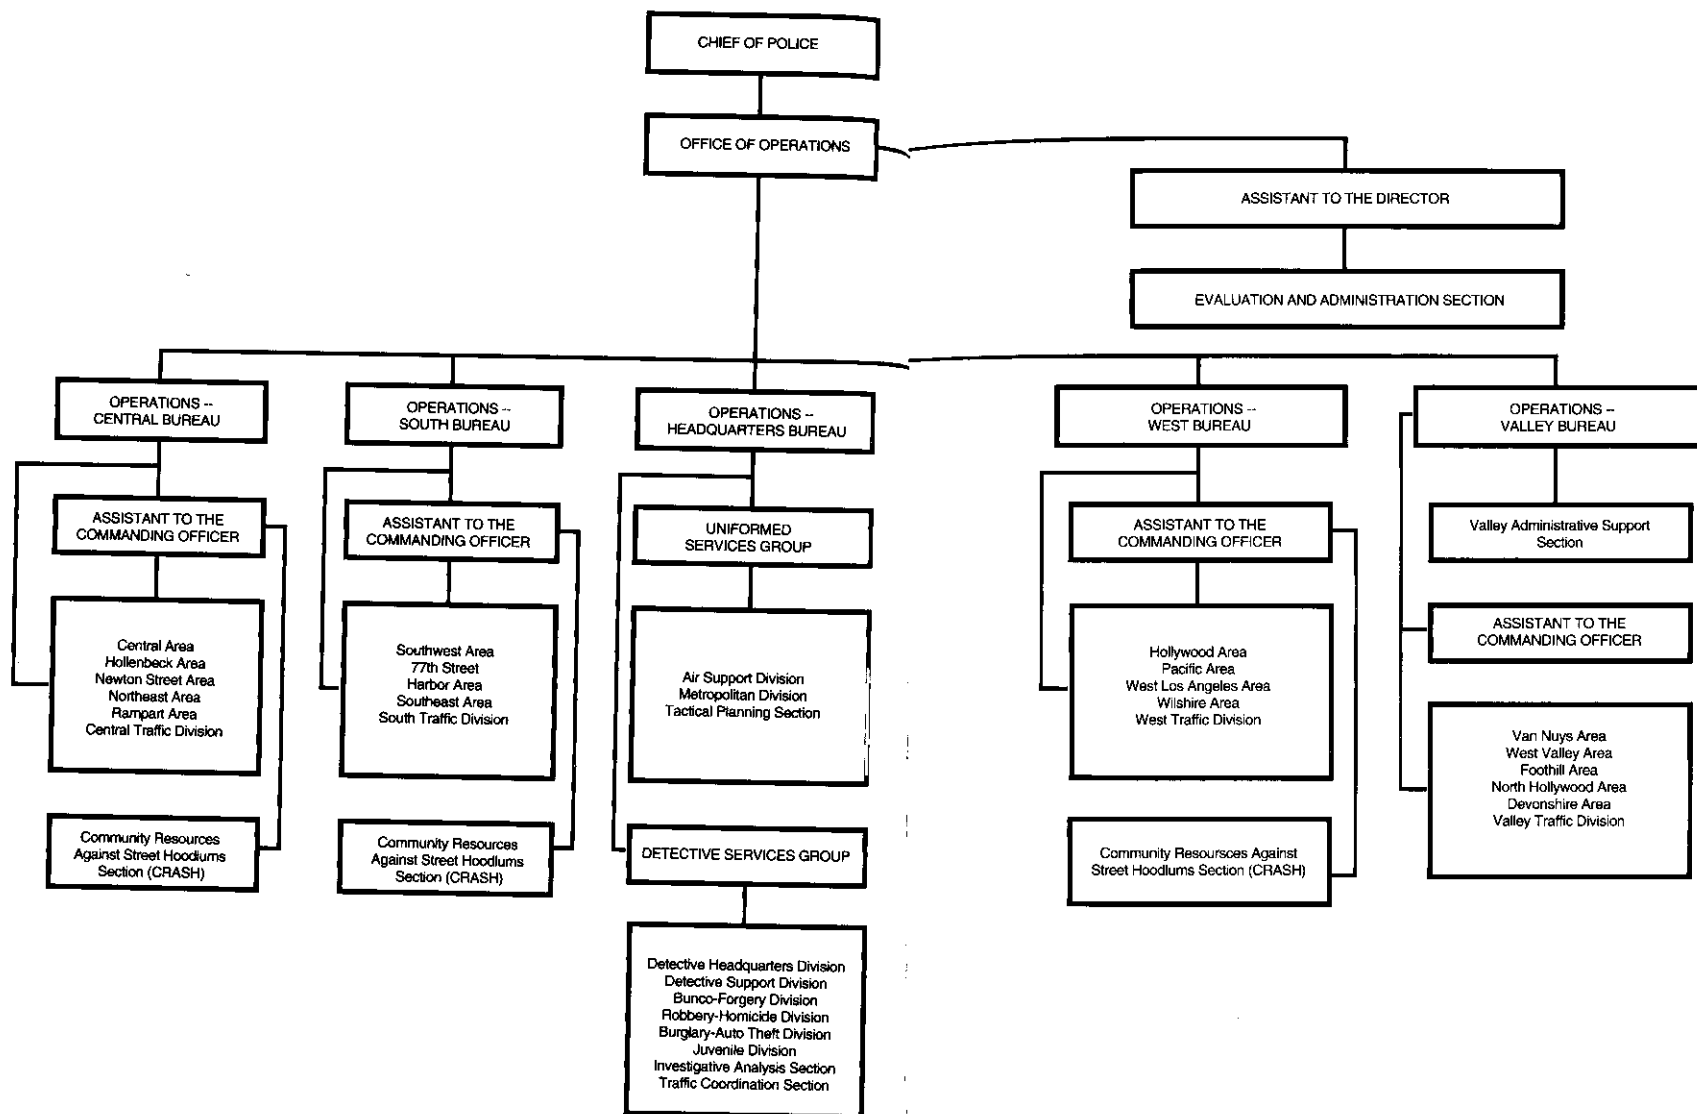 CHIEF OF POLICE
OFFICE OF OPERATIONS
ASSISTANT TO THE DIRECTOR
EVALUATION AND ADMINISTRATION SECTION
OPERATIONS --
CENTRAL BUREAU
ASSISTANT TO THE
COMMANDING OFFICER
Central Area
Hollenbeck Area
Newton Street Area
Northeast Area
Rampart Area
Central Traffic Division
Community Resources
Against Street Hoodlums
Section (CRASH)
OPERATIONS --
SOUTH BUREAU
ASSISTANT TO THE
COMMANDING OFFICER
Southwest Area
77th Street
Harbor Area
Southeast Area
South Traffic Division
Community Resources
Against Street Hoodlums
Section (CRASH)
OPERATIONS --
HEADQUARTERS BUREAU
UNIFORMED
SERVICES GROUP
Air Support Division
Metropolitan Division
Tactical Planning Section
DETECTIVE SERVICES GROUP
Detective Headquarters Division
Detective Support Division
Bunco-Forgery Division
Robbery-Homicide Division
Burglary-Auto Theft Division
Juvenile Division
Investigative Analysis Section
Traffic Coordination Section
OPERATIONS --
WEST BUREAU
ASSISTANT TO THE
COMMANDING OFFICER
Hollywood Area
Pacific Area
West Los Angeles Area
Wilshire Area
West Traffic Division
Community Resoursces Against
Street Hoodlums Section (CRASH)
OPERATIONS --
VALLEY BUREAU
Valley Administrative Support
Section
ASSISTANT TO THE
COMMANDING OFFICER
Van Nuys Area
West Valley Area
Foothill Area
North Hollywood Area
Devonshire Area
Valley Traffic Division